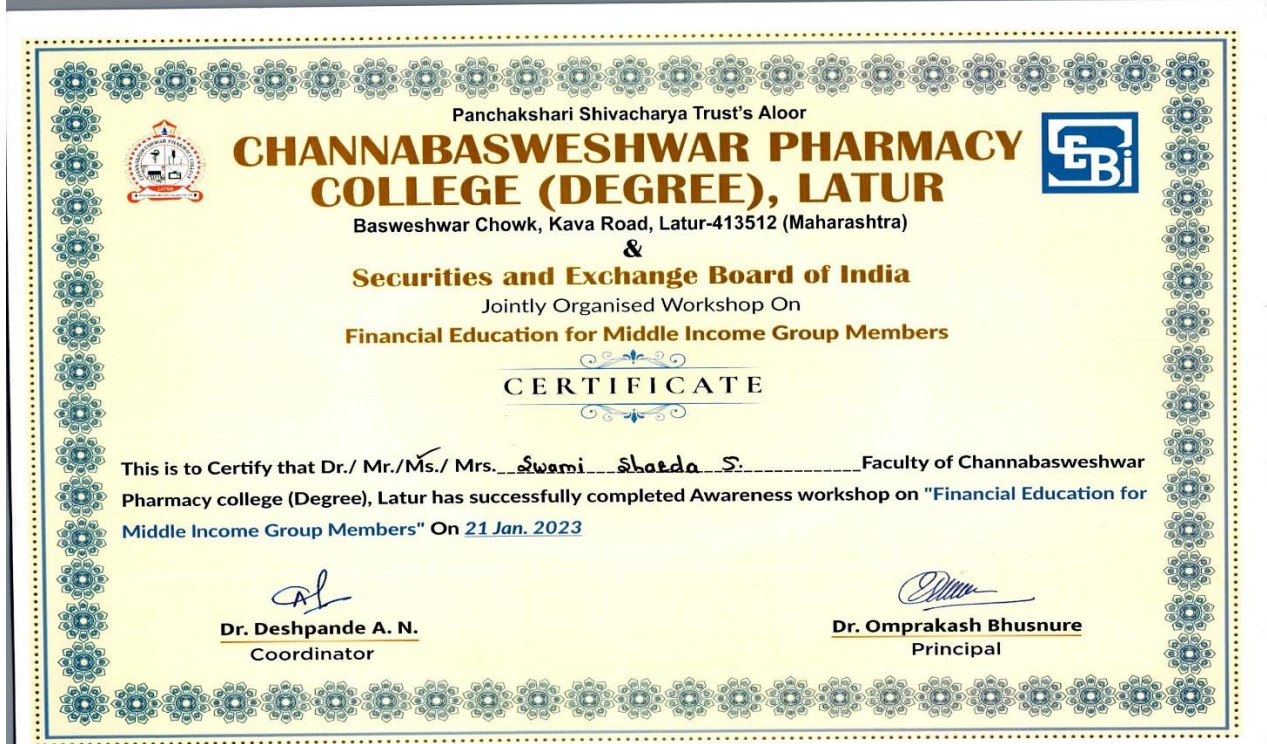 Panchakshari Shivacharya Trust's Aloor
CHANNABASWESHWAR PHARMACY
COLLEGE (DEGREE), LATUR
SEBi
LATUR
Basweshwar Chowk, Kava Road, Latur-413512 (Maharashtra)
&
Securities and Exchange Board of India
Jointly Organised Workshop On
Financial Education for Middle Income Group Members
CERTIFICATE
This is to Certify that Dr./ Mr./Ms./ Mrs. Swami Sharda S. Faculty of Channabasweshwar
Pharmacy college (Degree), Latur has successfully completed Awareness workshop on "Financial Education for
Middle Income Group Members" On 21 Jan. 2023
Dr. Deshpande A. N.
Coordinator
Dr. Omprakash Bhusnure
Principal